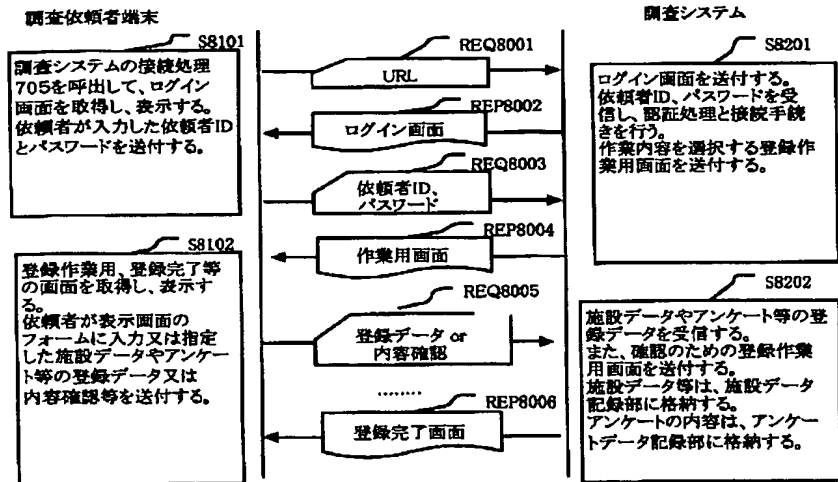 調査依頼者端末
S8101
調査システムの接続処理
705を呼出して、ログイン
画面を取得し、表示する。
依頼者が入力した依頼者ID
とパスワードを送付する。
S8102
登録作業用、登録完了等
の画面を取得し、表示す
る。
依頼者が表示画面の
フォームに入力又は指定
した施設データやアンケー
ト等の登録データ又は
内容確認等を送付する。
REQ8001
URL
REP8002
ログイン画面
REQ8003
依頼者ID、
パスワード
REP8004
作業用画面
REQ8005
登録データ or
内容確認
........
REP8006
登録完了画面
調査システム
S8201
ログイン画面を送付する。
依頼者ID、パスワードを受
信し、認証処理と接続手続
きを行う。
作業内容を選択する登録作
業用画面を送付する。
S8202
施設データやアンケート等の登
録データを受信する。
また、確認のための登録作業
用画面を送付する。
施設データ等は、施設データ
記録部に格納する。
アンケートの内容は、アンケー
トデータ記録部に格納する。